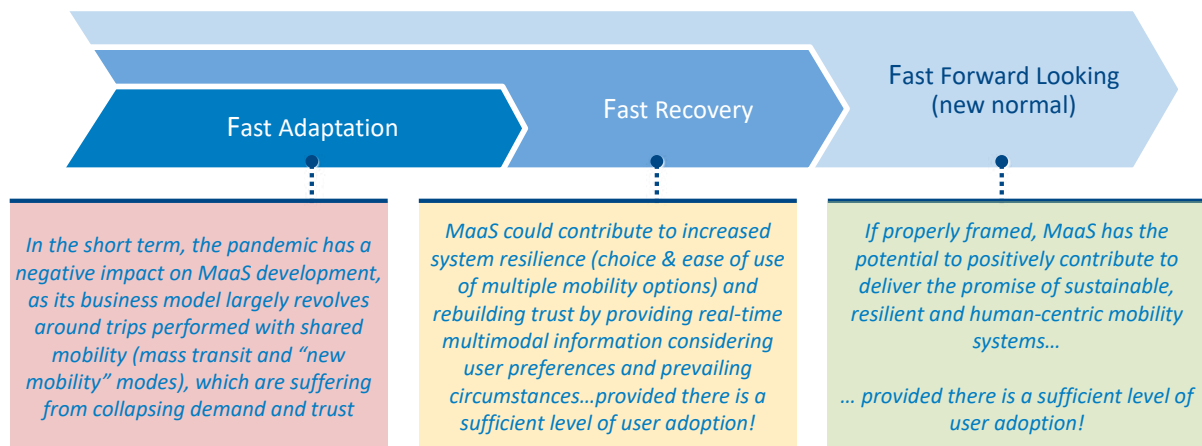 Fast Adaptation
Fast Recovery
Fast Forward Looking
(new normal)
In the short term, the pandemic has a
negative impact on MaaS development,
as its business model largely revolves
around trips performed with shared
mobility (mass transit and “new
mobility” modes), which are suffering
from collapsing demand and trust
MaaS could contribute to increased
system resilience (choice & ease of use
of multiple mobility options) and
rebuilding trust by providing real-time
multimodal information considering
user preferences and prevailing
circumstances…provided there is a
sufficient level of user adoption!
If properly framed, MaaS has the
potential to positively contribute to
deliver the promise of sustainable,
resilient and human-centric mobility
systems…
… provided there is a sufficient level of
user adoption!